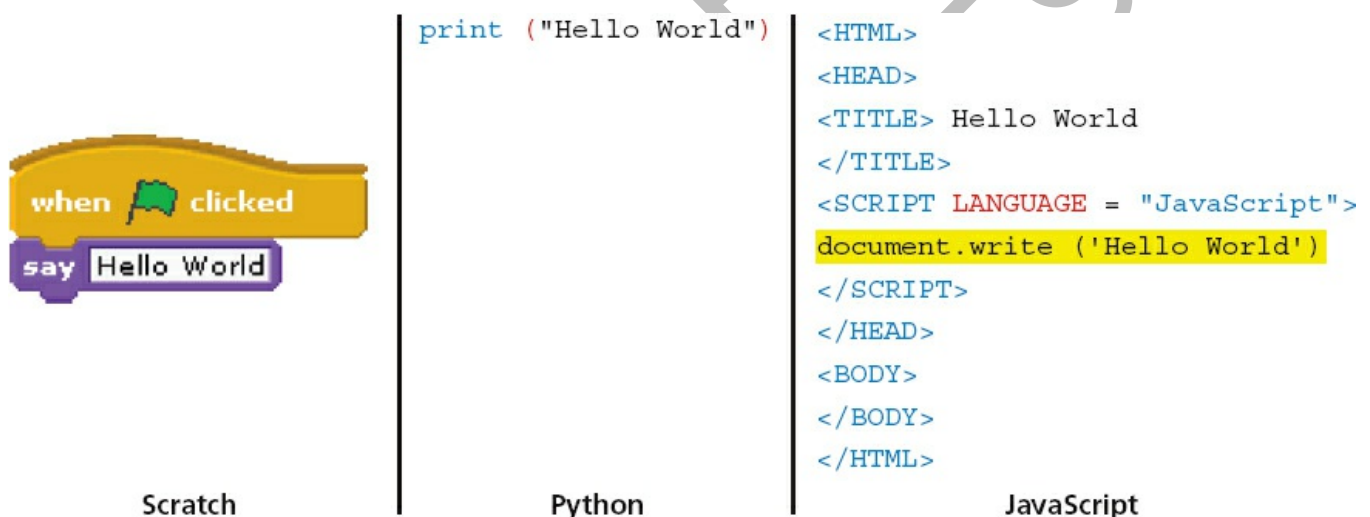 when clicked
say Hello World
Scratch
print ("Hello World")
Python
<HTML>
<HEAD>
<TITLE> Hello World
</TITLE>
<SCRIPT LANGUAGE = "JavaScript">
document.write ('Hello World')
</SCRIPT>
</HEAD>
<BODY>
</BODY>
</HTML>
JavaScript